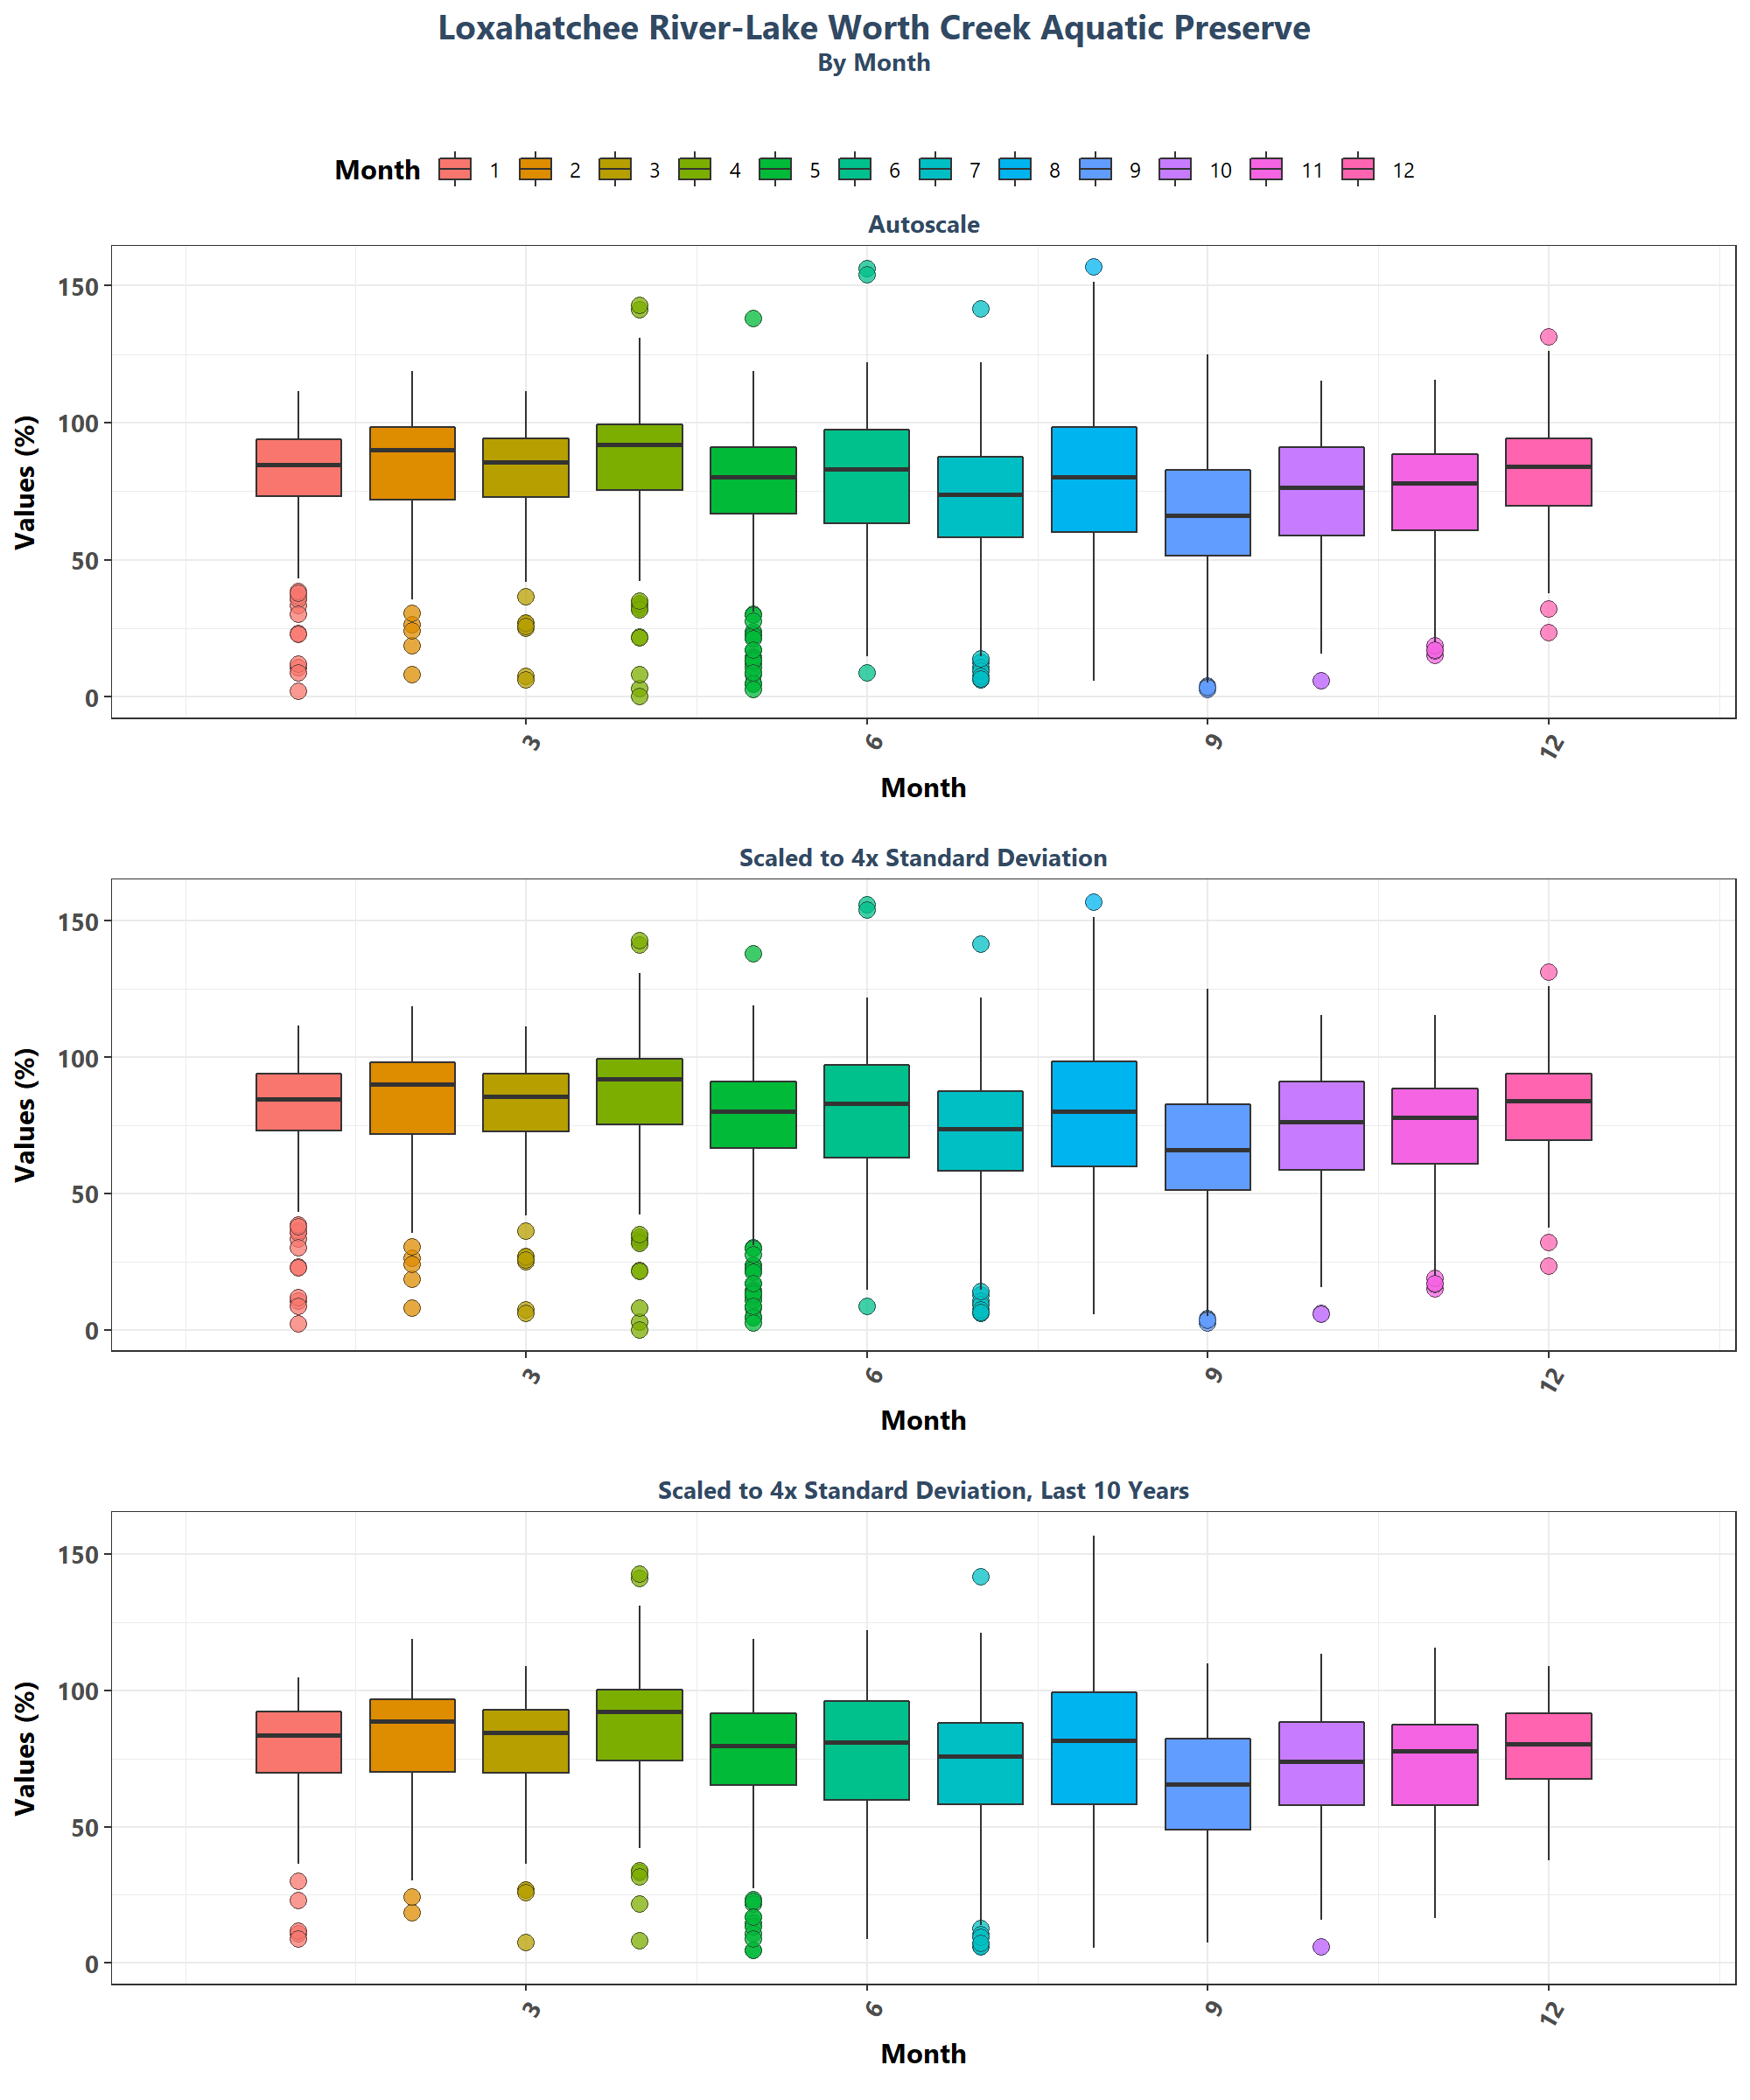 Loxahatchee River-Lake Worth Creek Aquatic Preserve
By Month
Month 1 2 3 4 5 6 7 8 9 10 11 12
Autoscale
Values (%)
150
100
50
0
3 6 9 12
Month
Scaled to 4x Standard Deviation
Values (%)
150
100
50
0
3 6 9 12
Month
Scaled to 4x Standard Deviation, Last 10 Years
Values (%)
150
100
50
0
3 6 9 12
Month